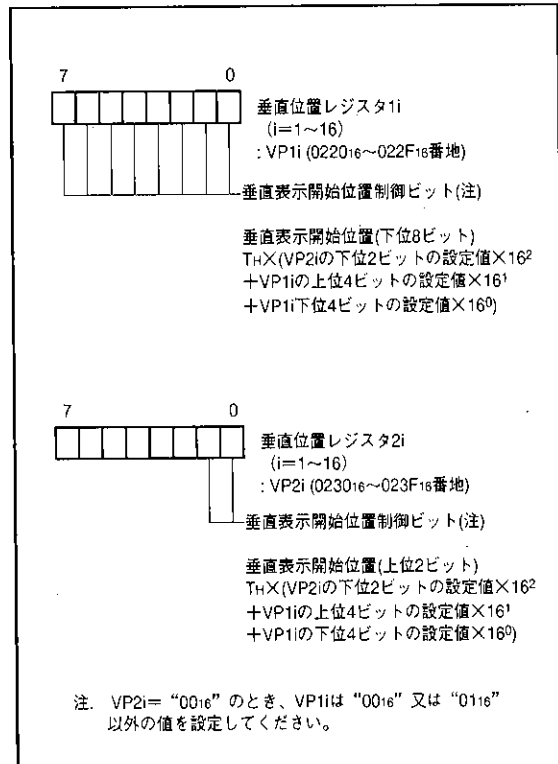 7 0
垂直位置レジスタ1i
(i=1～16)
: VP1i (0220₁₆～022F₁₆番地)
垂直表示開始位置制御ビット(注)
垂直表示開始位置(下位8ビット)
T_H×(VP2iの下位2ビットの設定値×16²
+VP1iの上位4ビットの設定値×16¹
+VP1i下位4ビットの設定値×16⁰)
7 0
垂直位置レジスタ2i
(i=1～16)
: VP2i (0230₁₆～023F₁₆番地)
垂直表示開始位置制御ビット(注)
垂直表示開始位置(上位2ビット)
T_H×(VP2iの下位2ビットの設定値×16²
+VP1iの上位4ビットの設定値×16¹
+VP1iの下位4ビットの設定値×16⁰)
注. VP2i= “00₁₆” のとき、VP1iは “00₁₆” 又は “01₁₆”
以外の値を設定してください。